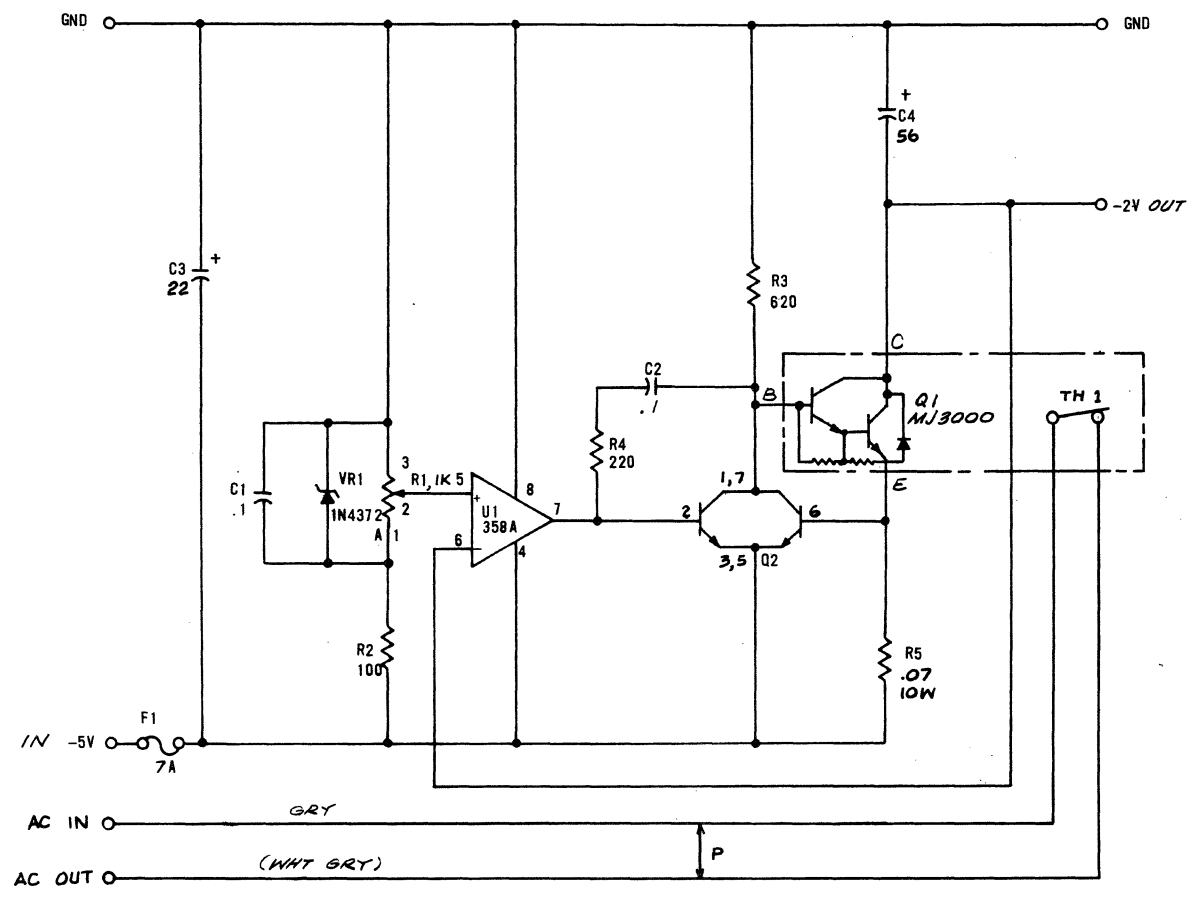 GND
GND
+
C4
56
-2V OUT
C3
+
22
R3
620
C
C2
.1
B
Q1
MJ3000
TH 1
R4
220
3
R1, 1K 5
VR1
C1
.1
1N4372
A
2
1
+
U1
358A
8
7
6
-
4
1,7
2
6
E
3,5
Q2
R2
100
R5
.07
10W
F1
IN -5V
7A
GRY
AC IN
P
(WHT GRY)
AC OUT